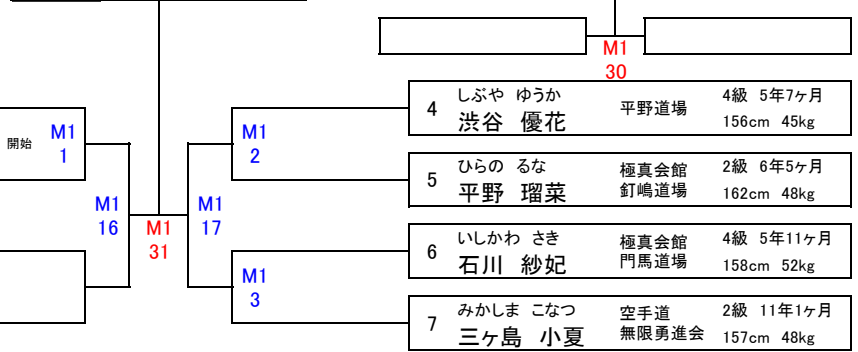 M1
30
4
しぶや ゆうか
渋谷 優花
平野道場
4級 5年7ヶ月
156cm 45kg
開始
M1
1
M1
2
5
ひらの るな
平野 瑠菜
極真会館
釘嶋道場
2級 6年5ヶ月
162cm 48kg
M1
16
M1
31
M1
17
6
いしかわ さき
石川 紗妃
極真会館
門馬道場
4級 5年11ヶ月
158cm 52kg
M1
3
7
みかしま こなつ
三ヶ島 小夏
空手道
無限勇進会
2級 11年1ヶ月
157cm 48kg